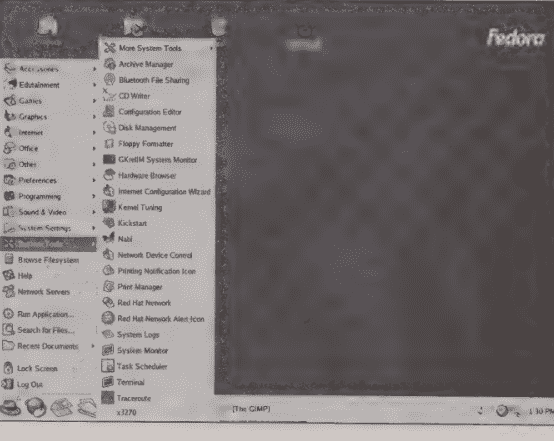 Fedora
Accessories
Edutainment
Games
Graphics
Internet
Office
Other
Preferences
Programming
Sound & Video
System Settings
System Tools
Browse Filesystem
Help
Network Servers
Run Application...
Search for Files...
Recent Documents
Lock Screen
Log Out
More System Tools
Archive Manager
Bluetooth File Sharing
CD Writer
Configuration Editor
Disk Management
Floppy Formatter
GKrellM System Monitor
Hardware Browser
Internet Configuration Wizard
Kernel Tuning
Kickstart
Nabi
Network Device Control
Printing Notification Icon
Print Manager
Red Hat Network
Red Hat Network Alert Icon
System Logs
System Monitor
Task Scheduler
Terminal
Traceroute
x3270
[The GIMP]
1:30 PM